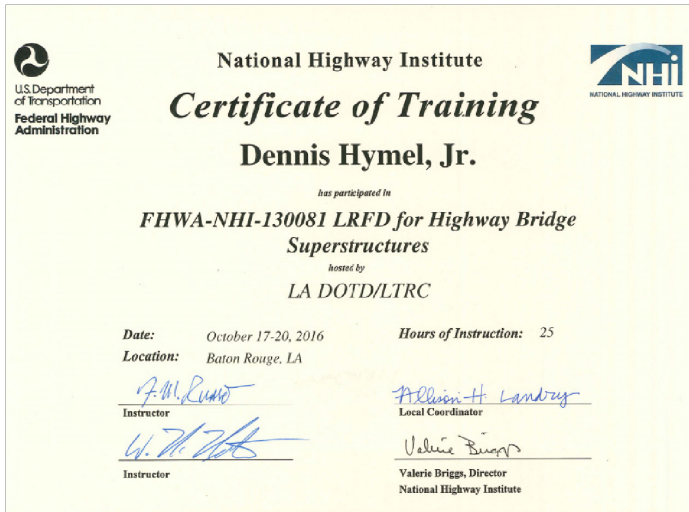 U.S. Department
of Transportation
Federal Highway
Administration
National Highway Institute
NHi
NATIONAL HIGHWAY INSTITUTE
Certificate of Training
Dennis Hymel, Jr.
has participated in
FHWA-NHI-130081 LRFD for Highway Bridge
Superstructures
hosted by
LA DOTD/LTRC
Date: October 17-20, 2016
Hours of Instruction: 25
Location: Baton Rouge, LA
Allison H. Landry
Instructor
Local Coordinator
Valerie Briggs
Instructor
Valerie Briggs, Director
National Highway Institute